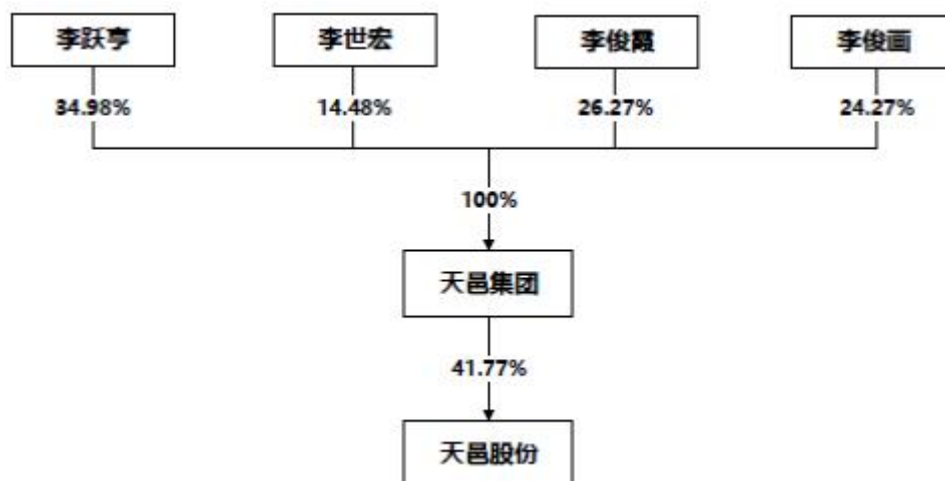 李跃亨
李世宏
李俊霞
李俊画
34.98%
14.48%
26.27%
24.27%
100%
天邑集团
41.77%
天邑股份